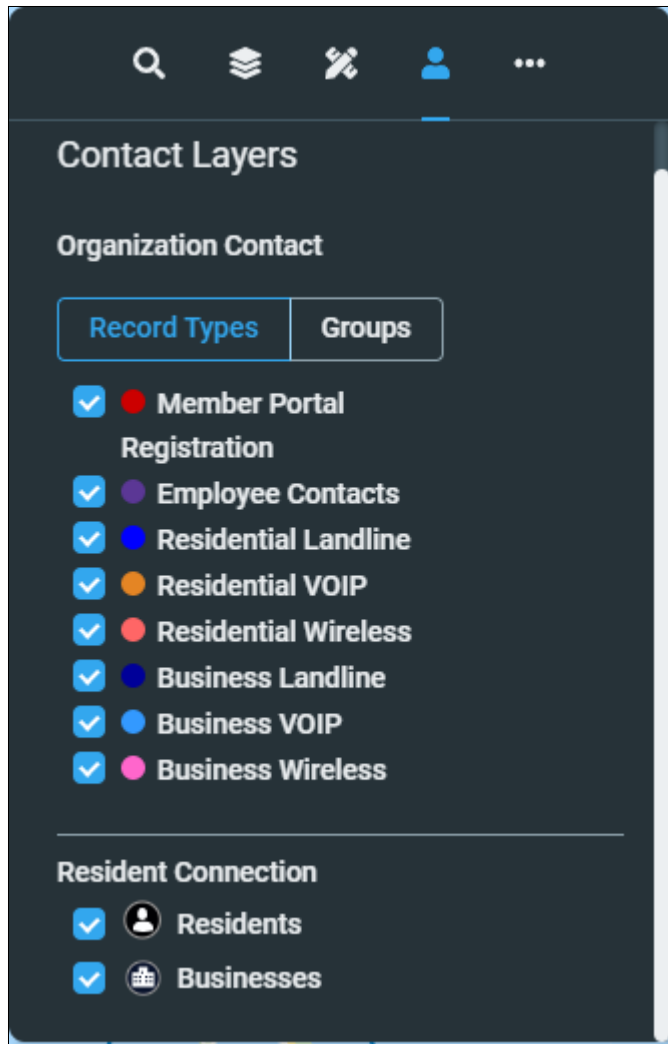 Contact Layers
Organization Contact
Record Types Groups
Member Portal
Registration
Employee Contacts
Residential Landline
Residential VOIP
Residential Wireless
Business Landline
Business VOIP
Business Wireless
Resident Connection
Residents
Businesses